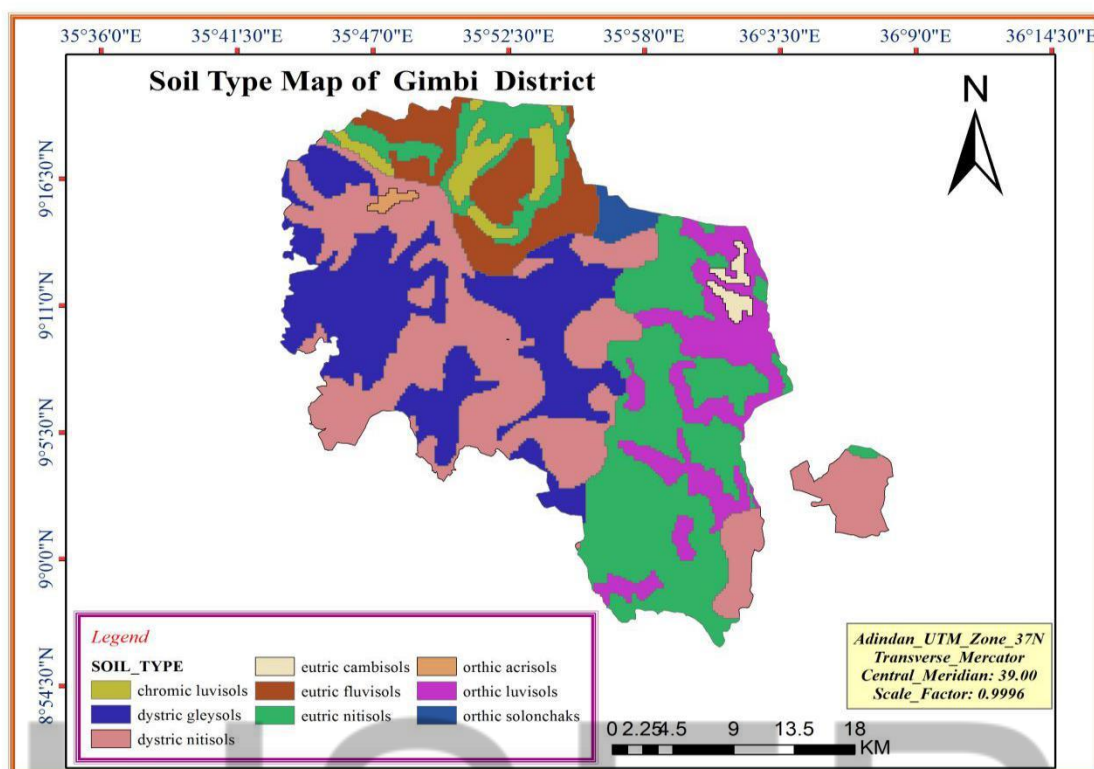 35°36'0"E 35°41'30"E 35°47'0"E 35°52'30"E 35°58'0"E 36°3'30"E 36°9'0"E 36°14'30"E
Soil Type Map of Gimbi District
N
9°16'30"N
9°11'0"N
9°5'30"N
9°0'0"N
8°54'30"N
Legend
SOIL_TYPE
chromic luvisols
dystric gleysols
dystric nitisols
eutric cambisols
eutric fluvisols
eutric nitisols
orthic acrisols
orthic luvisols
orthic solonchaks
Adindan_UTM_Zone_37N
Transverse_Mercator
Central_Meridian: 39.00
Scale_Factor: 0.9996
0 2.25 4.5 9 13.5 18
KM